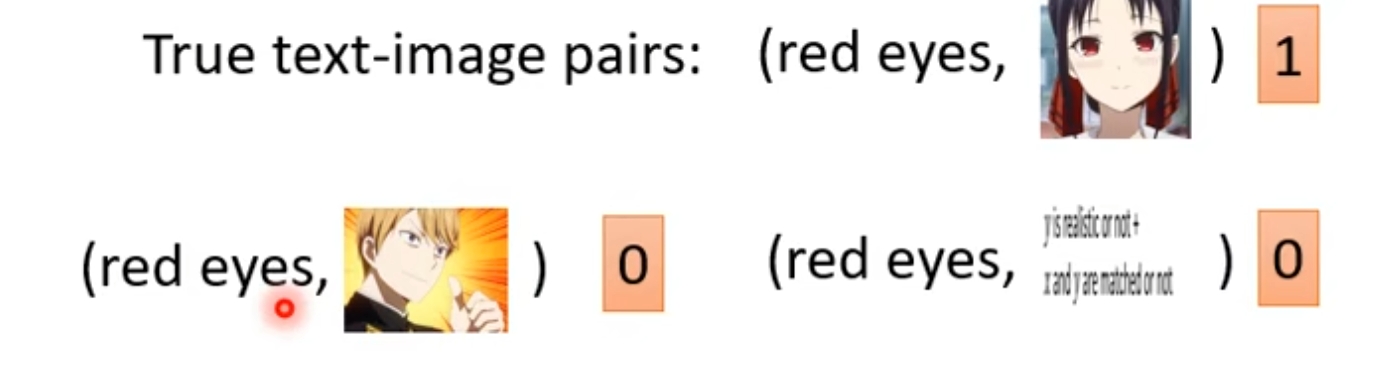 True text-image pairs: (red eyes, ) 1
(red eyes, ) 0 (red eyes, y is realistic or not + ) 0
x and y are matched or not